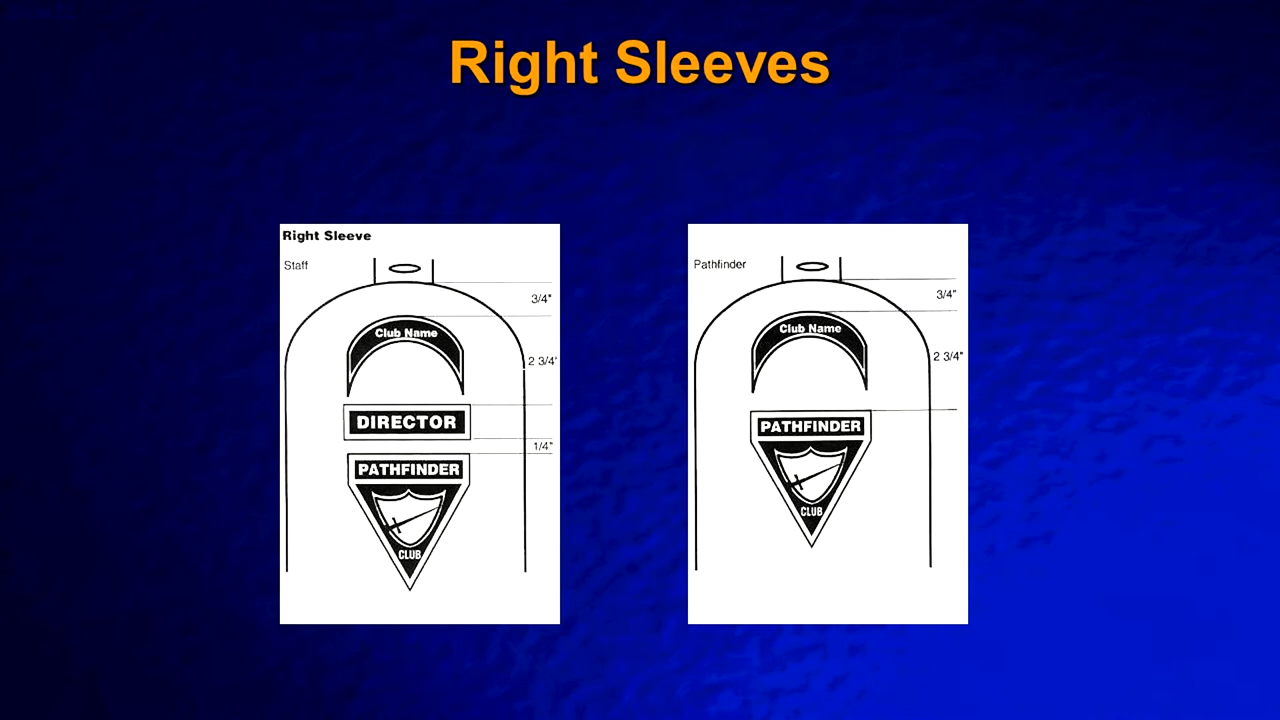 Right Sleeves
Right Sleeve
Staff
3/4"
Club Name
2 3/4"
DIRECTOR
1/4"
PATHFINDER
CLUB
Pathfinder
3/4"
Club Name
2 3/4"
PATHFINDER
CLUB